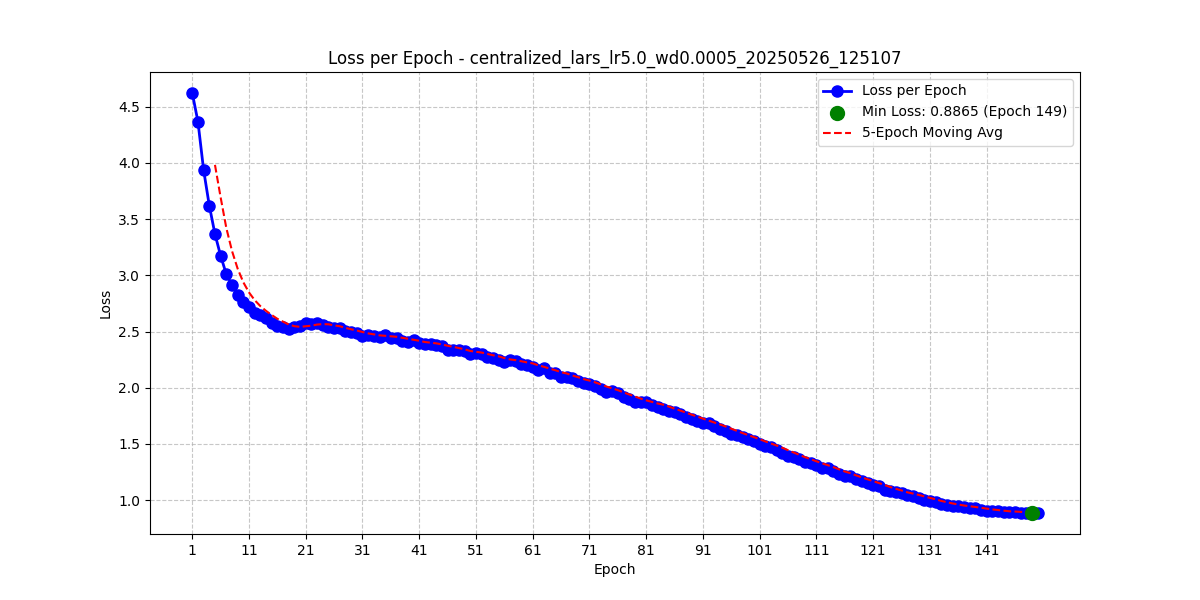 Loss per Epoch - centralized_lars_lr5.0_wd0.0005_20250526_125107
Loss per Epoch
Min Loss: 0.8865 (Epoch 149)
5-Epoch Moving Avg
4.5
4.0
3.5
3.0
2.5
2.0
1.5
1.0
Loss
1 11 21 31 41 51 61 71 81 91 101 111 121 131 141
Epoch